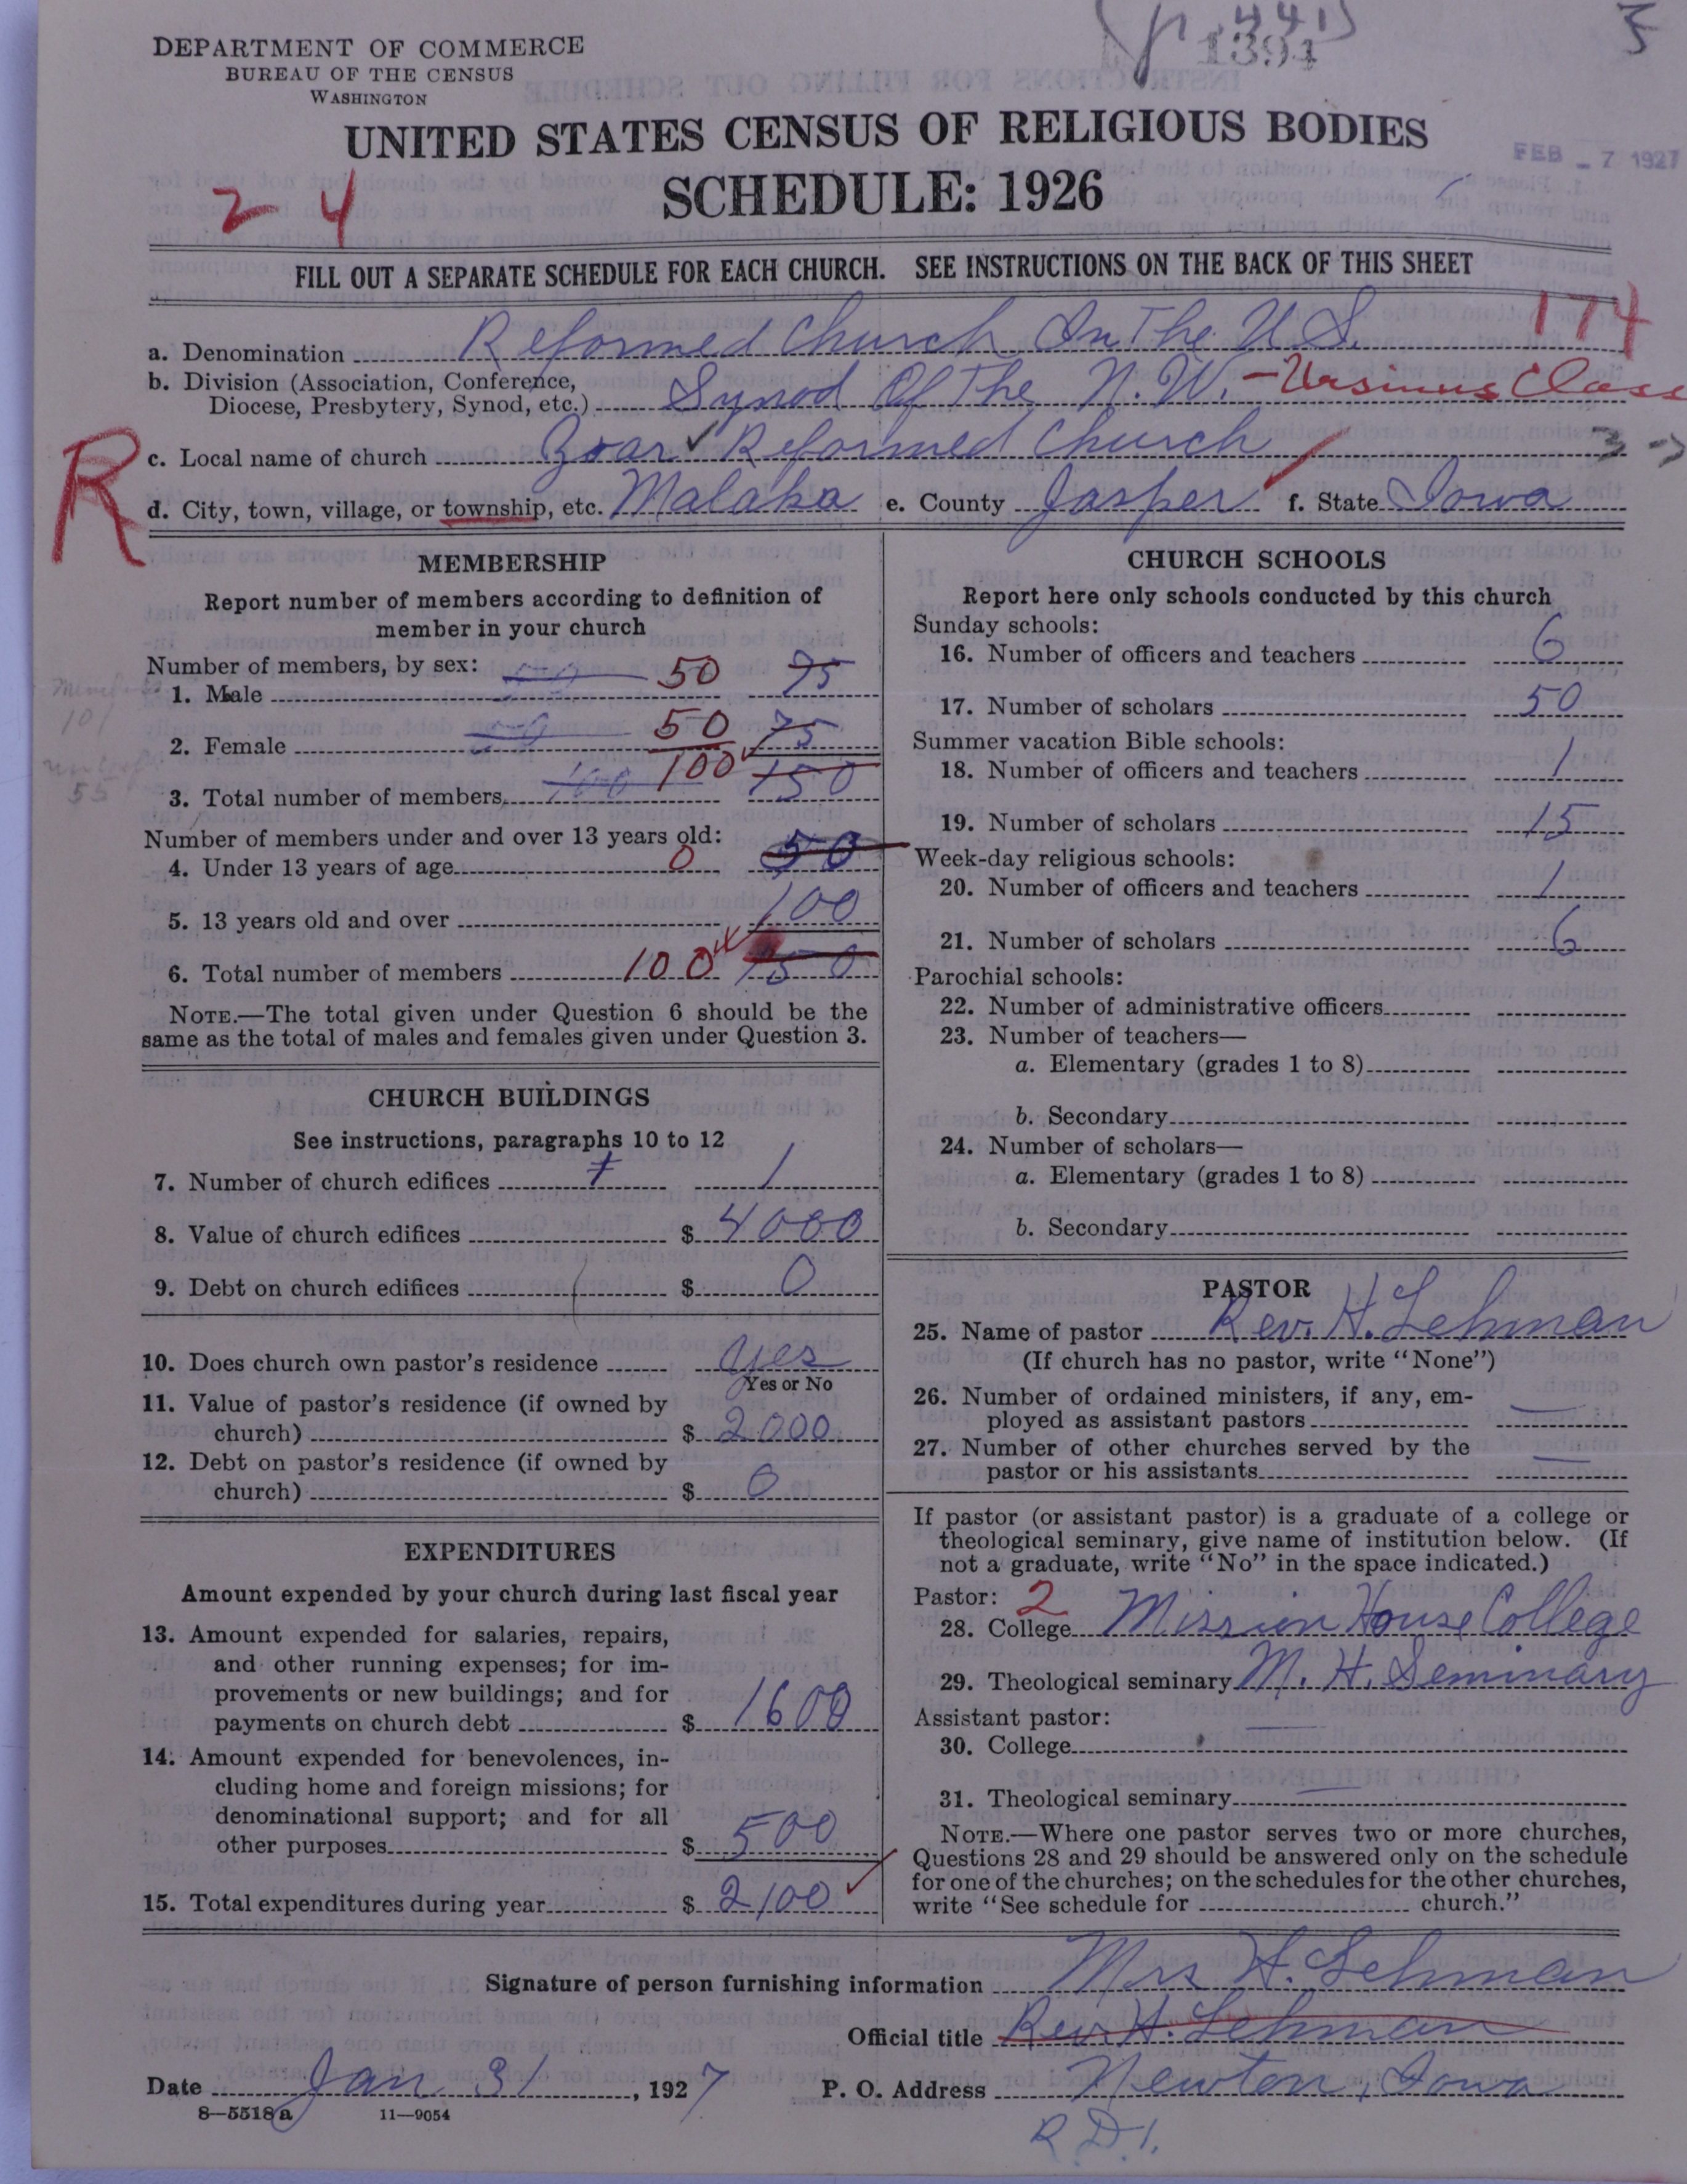 DEPARTMENT OF COMMERCE
BUREAU OF THE CENSUS
WASHINGTON
1394
UNITED STATES CENSUS OF RELIGIOUS BODIES
FEB - 7 1927
SCHEDULE: 1926
2 4
FILL OUT A SEPARATE SCHEDULE FOR EACH CHURCH. SEE INSTRUCTIONS ON THE BACK OF THIS SHEET
174
a. Denomination Reformed Church In The U.S.
b. Division (Association, Conference, Diocese, Presbytery, Synod, etc.) Synod Of The N.W. - Ursinus Class
R
c. Local name of church Zoar Reformed Church
d. City, town, village, or township, etc. Malaka e. County Jasper f. State Iowa
MEMBERSHIP
Report number of members according to definition of
member in your church
Number of members, by sex:
1. Male 50 75
2. Female 50 75
3. Total number of members 100 100 150
Number of members under and over 13 years old:
4. Under 13 years of age 0 50
5. 13 years old and over 100
6. Total number of members 100 150
NOTE.—The total given under Question 6 should be the
same as the total of males and females given under Question 3.
CHURCH BUILDINGS
See instructions, paragraphs 10 to 12
7. Number of church edifices 1
8. Value of church edifices $ 4000
9. Debt on church edifices $ 0
10. Does church own pastor's residence yes
Yes or No
11. Value of pastor's residence (if owned by
church) $ 2000
12. Debt on pastor's residence (if owned by
church) $ 0
EXPENDITURES
Amount expended by your church during last fiscal year
13. Amount expended for salaries, repairs,
and other running expenses; for im-
provements or new buildings; and for
payments on church debt $ 1600
14. Amount expended for benevolences, in-
cluding home and foreign missions; for
denominational support; and for all
other purposes $ 500
15. Total expenditures during year $ 2100
CHURCH SCHOOLS
Report here only schools conducted by this church
Sunday schools:
16. Number of officers and teachers 6
17. Number of scholars 50
Summer vacation Bible schools:
18. Number of officers and teachers 1
19. Number of scholars 15
Week-day religious schools:
20. Number of officers and teachers 1
21. Number of scholars 6
Parochial schools:
22. Number of administrative officers
23. Number of teachers—
a. Elementary (grades 1 to 8)
b. Secondary
24. Number of scholars—
a. Elementary (grades 1 to 8)
b. Secondary
PASTOR
25. Name of pastor Rev. H. Lehman
(If church has no pastor, write "None")
26. Number of ordained ministers, if any, em-
ployed as assistant pastors —
27. Number of other churches served by the
pastor or his assistants —
If pastor (or assistant pastor) is a graduate of a college or
theological seminary, give name of institution below. (If
not a graduate, write "No" in the space indicated.)
Pastor: 2
28. College Mission House College
29. Theological seminary M. H. Seminary
Assistant pastor:
30. College —
31. Theological seminary —
NOTE.—Where one pastor serves two or more churches,
Questions 28 and 29 should be answered only on the schedule
for one of the churches; on the schedules for the other churches,
write "See schedule for church."
Signature of person furnishing information Mrs H. Lehman
Official title Rev. H. Lehman
Date Jan 31, 1927 P. O. Address Newton, Iowa
8—5518a 11—9054
R.D.1.